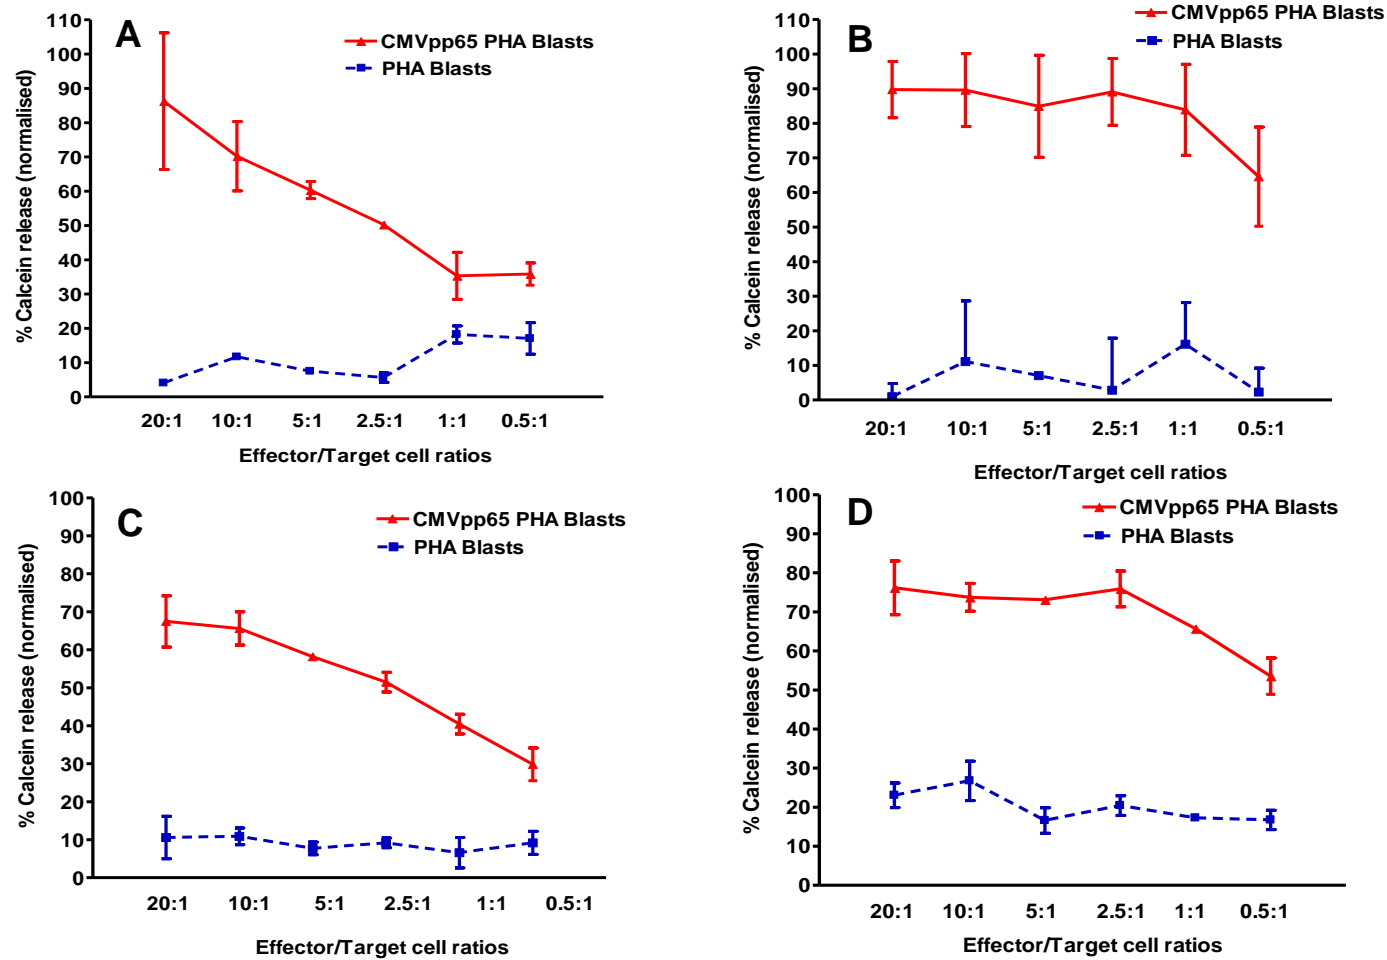 A
CMVpp65 PHA Blasts
PHA Blasts
% Calcein release (normalised)
110
100
90
80
70
60
50
40
30
20
10
0
20:1 10:1 5:1 2.5:1 1:1 0.5:1
Effector/Target cell ratios
B
CMVpp65 PHA Blasts
PHA Blasts
% Calcein release (normalised)
110
100
90
80
70
60
50
40
30
20
10
0
20:1 10:1 5:1 2.5:1 1:1 0.5:1
Effector/Target cell ratios
C
CMVpp65 PHA Blasts
PHA Blasts
% Calcein release (normalised)
100
90
80
70
60
50
40
30
20
10
0
20:1 10:1 5:1 2.5:1 1:1 0.5:1
Effector/Target cell ratios
D
CMVpp65 PHA Blasts
PHA Blasts
% Calcein release (normalised)
100
90
80
70
60
50
40
30
20
10
0
20:1 10:1 5:1 2.5:1 1:1 0.5:1
Effector/Target cell ratios